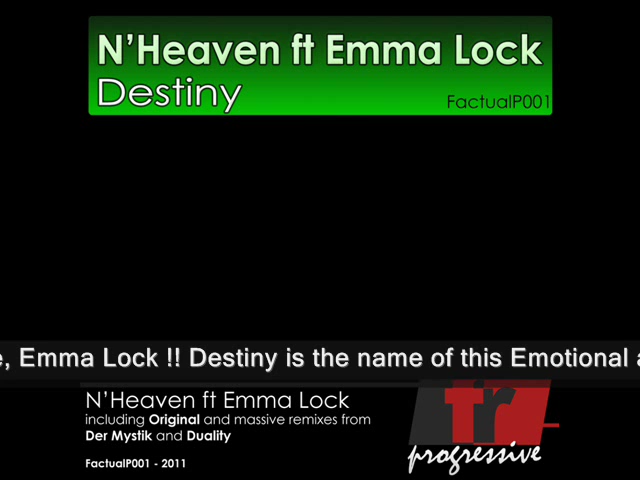 N'Heaven ft Emma Lock
Destiny
FactualP001
, Emma Lock !! Destiny is the name of this Emotional
N'Heaven ft Emma Lock
including Original and massive remixes from
Der Mystik and Duality
FactualP001 - 2011
fr
progressive